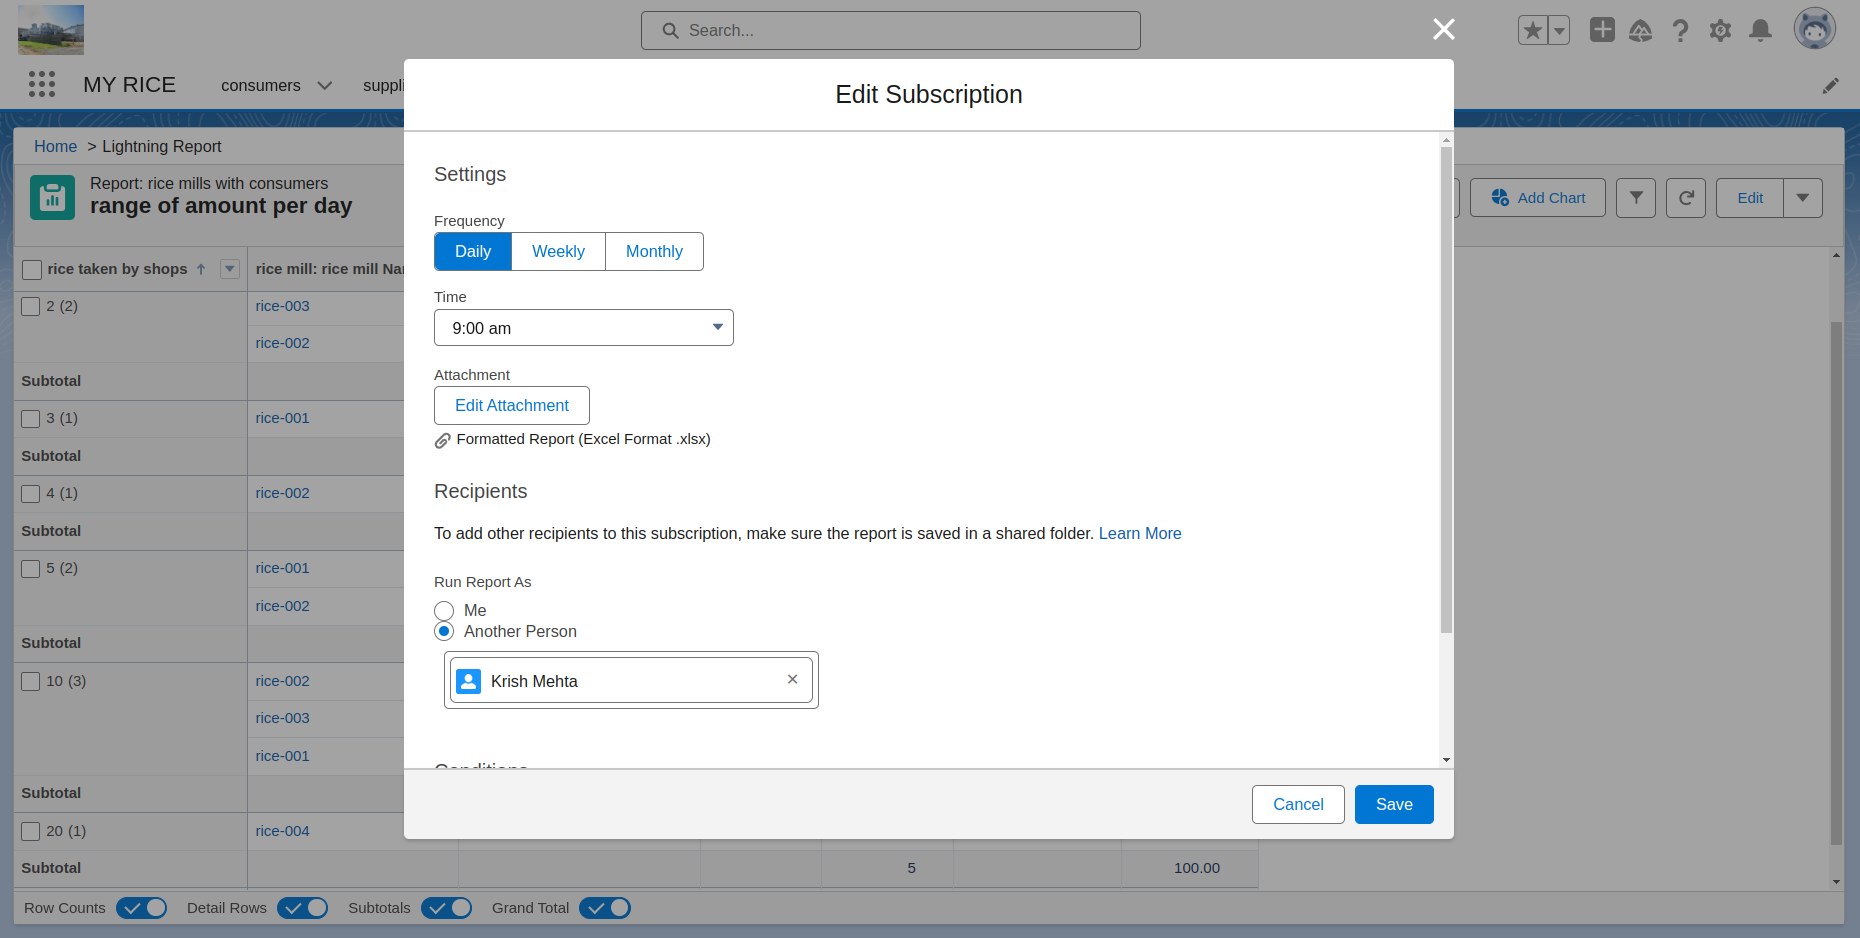 Search...
MY RICE
consumers
suppli
Home > Lightning Report
Report: rice mills with consumers
range of amount per day
Add Chart
Edit
rice taken by shops
rice mill: rice mill Nar
2 (2)
rice-003
rice-002
Subtotal
3 (1)
rice-001
Subtotal
4 (1)
rice-002
Subtotal
5 (2)
rice-001
rice-002
Subtotal
10 (3)
rice-002
rice-003
rice-001
Subtotal
20 (1)
rice-004
Subtotal
5
100.00
Row Counts
Detail Rows
Subtotals
Grand Total
Edit Subscription
Settings
Frequency
Daily
Weekly
Monthly
Time
9:00 am
Attachment
Edit Attachment
Formatted Report (Excel Format .xlsx)
Recipients
To add other recipients to this subscription, make sure the report is saved in a shared folder. Learn More
Run Report As
Me
Another Person
Krish Mehta
Conditions
Cancel
Save